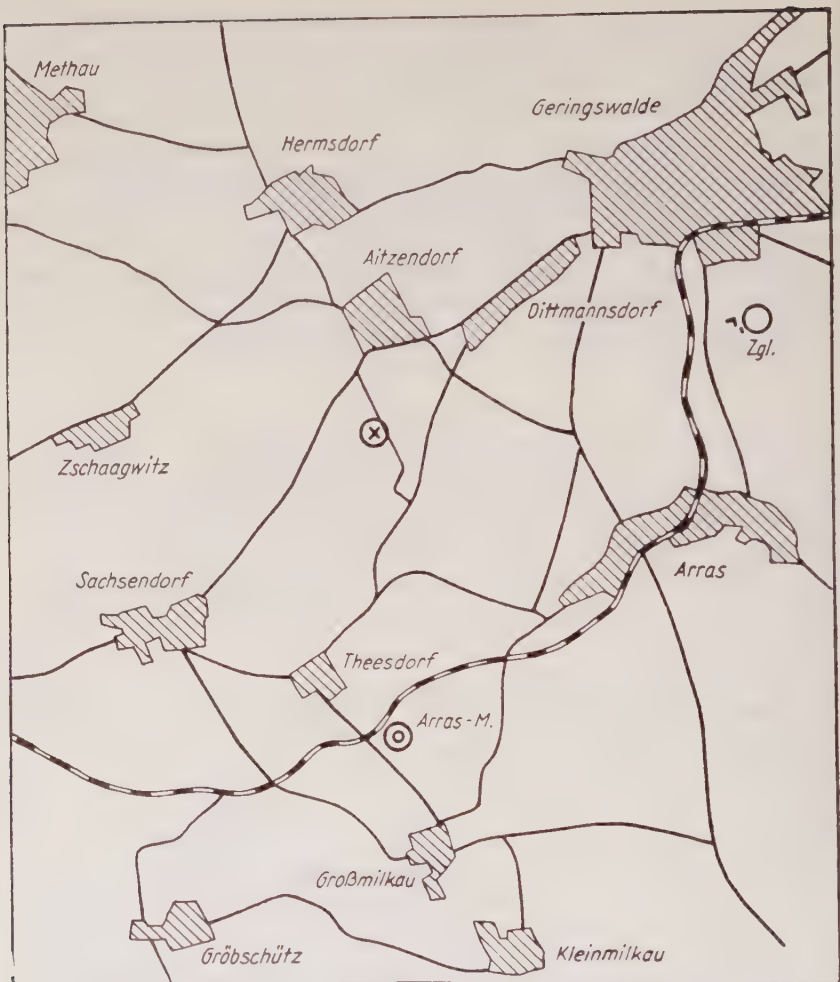 Methau
Geringswalde
Hermsdorf
Aitzendorf
Dittmannsdorf
Zgl.
Zschaagwitz
Sachsendorf
Arras
Theesdorf
Arras-M.
Großmilkau
Gröbschütz
Kleinmilkau